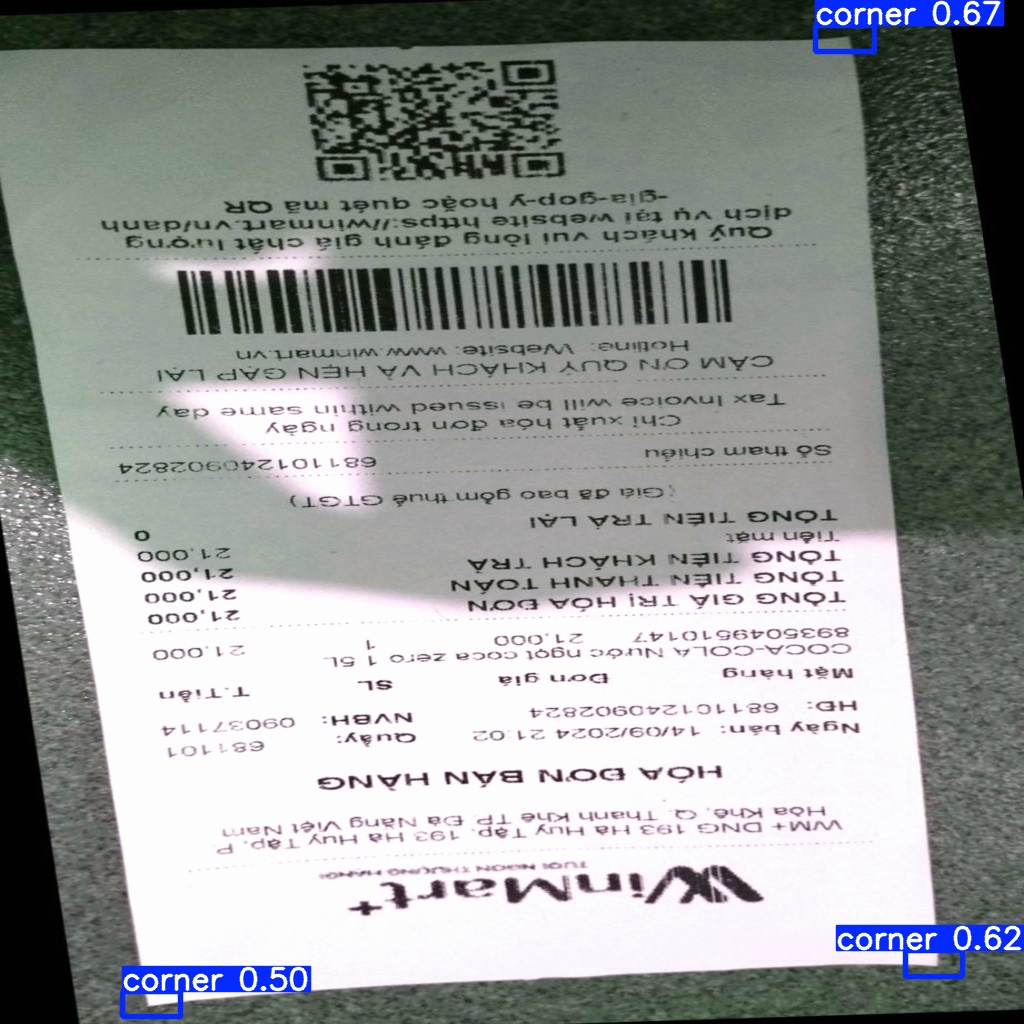 corner 0.67
corner 0.62
corner 0.50
WinMart+
TƯƠI NGON THƯỢNG HẠNG
WM+ DNG 193 Hà Huy Tập, 193 Hà Huy Tập, P
Hòa Khê, Q. Thanh Khê TP. Đà Nẵng Việt Nam
HÓA ĐƠN BÁN HÀNG
Ngày bán: 14/09/2024 21:02 Quầy: 681101
HD: 681101240902824 NVBH: 09037114
Mặt hàng Đơn giá SL T.Tiền
COCA-COLA Nước ngọt coca zero 1.5L
8935049510147 21,000 1 21,000
TỔNG GIÁ TRỊ HÓA ĐƠN 21,000
TỔNG TIỀN THANH TOÁN 21,000
TỔNG TIỀN KHÁCH TRẢ 21,000
Tiền mặt 21,000
TỔNG TIỀN TRẢ LẠI 0
(Giá đã bao gồm thuế GTGT)
Số tham chiếu 681101240902824
Chỉ xuất hóa đơn trong ngày
Tax Invoice will be issued within same day
CẢM ƠN QUÝ KHÁCH VÀ HẸN GẶP LẠI
Hotline: Website: www.winmart.vn
Quý khách vui lòng đánh giá chất lượng
dịch vụ tại website https://winmart.vn/danh
-gia-gop-y hoặc quét mã QR